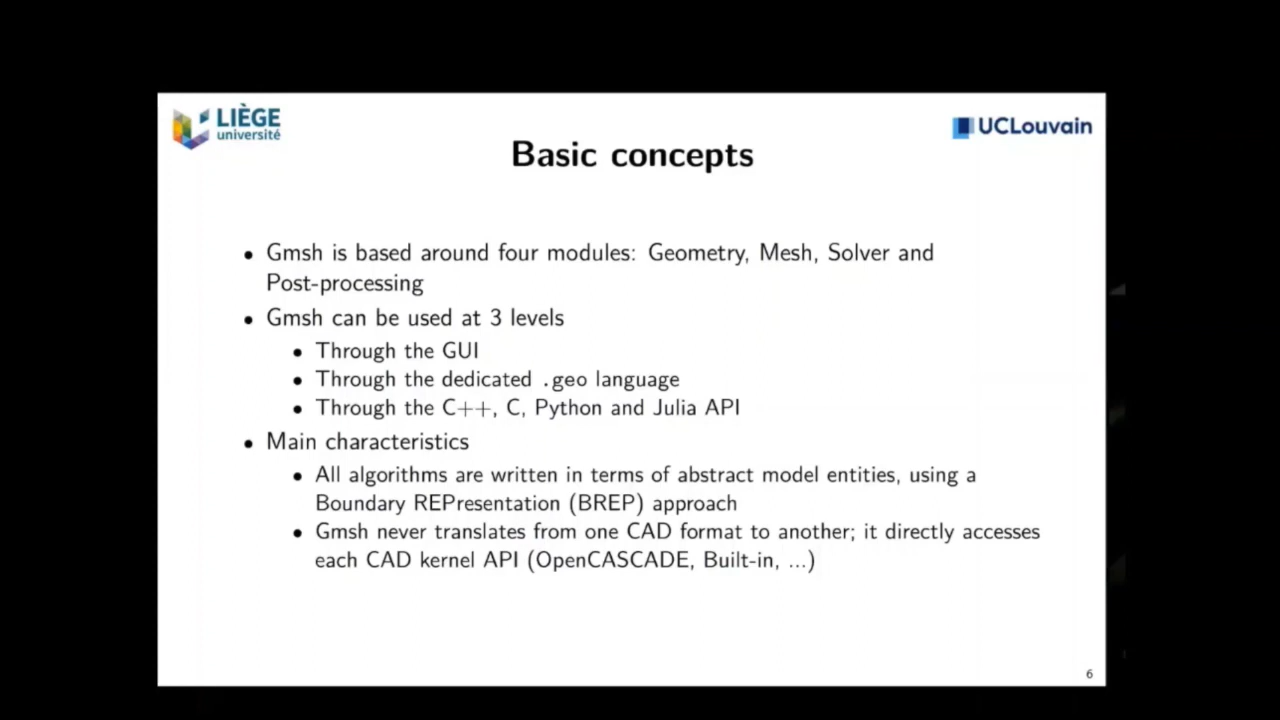 LIÈGE
université
UCLouvain
Basic concepts
• Gmsh is based around four modules: Geometry, Mesh, Solver and
Post-processing
• Gmsh can be used at 3 levels
• Through the GUI
• Through the dedicated .geo language
• Through the C++, C, Python and Julia API
• Main characteristics
• All algorithms are written in terms of abstract model entities, using a
Boundary REPresentation (BREP) approach
• Gmsh never translates from one CAD format to another; it directly accesses
each CAD kernel API (OpenCASCADE, Built-in, ...)
6